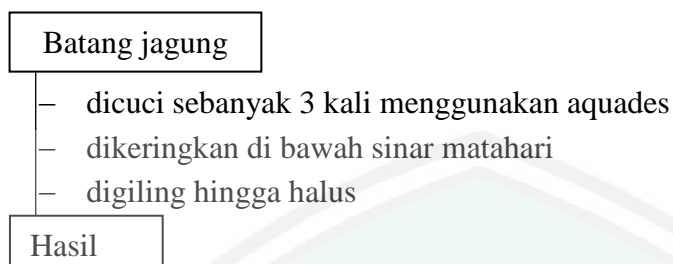 Batang jagung
– dicuci sebanyak 3 kali menggunakan aquades
– dikeringkan di bawah sinar matahari
– digiling hingga halus
Hasil